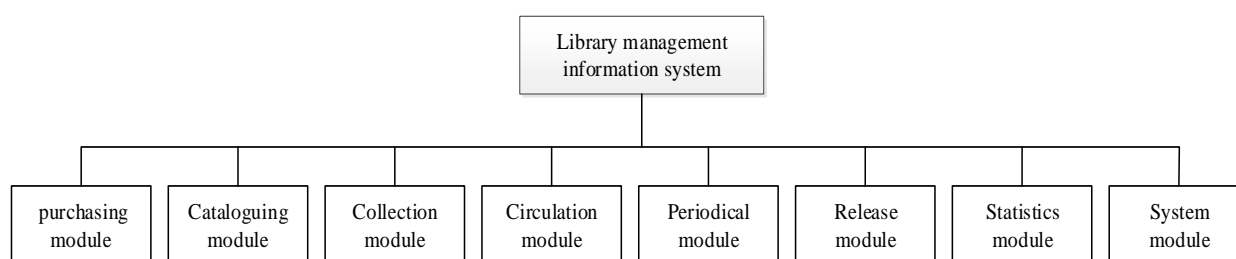 Library management
information system
purchasing
module
Cataloguing
module
Collection
module
Circulation
module
Periodical
module
Release
module
Statistics
module
System
module